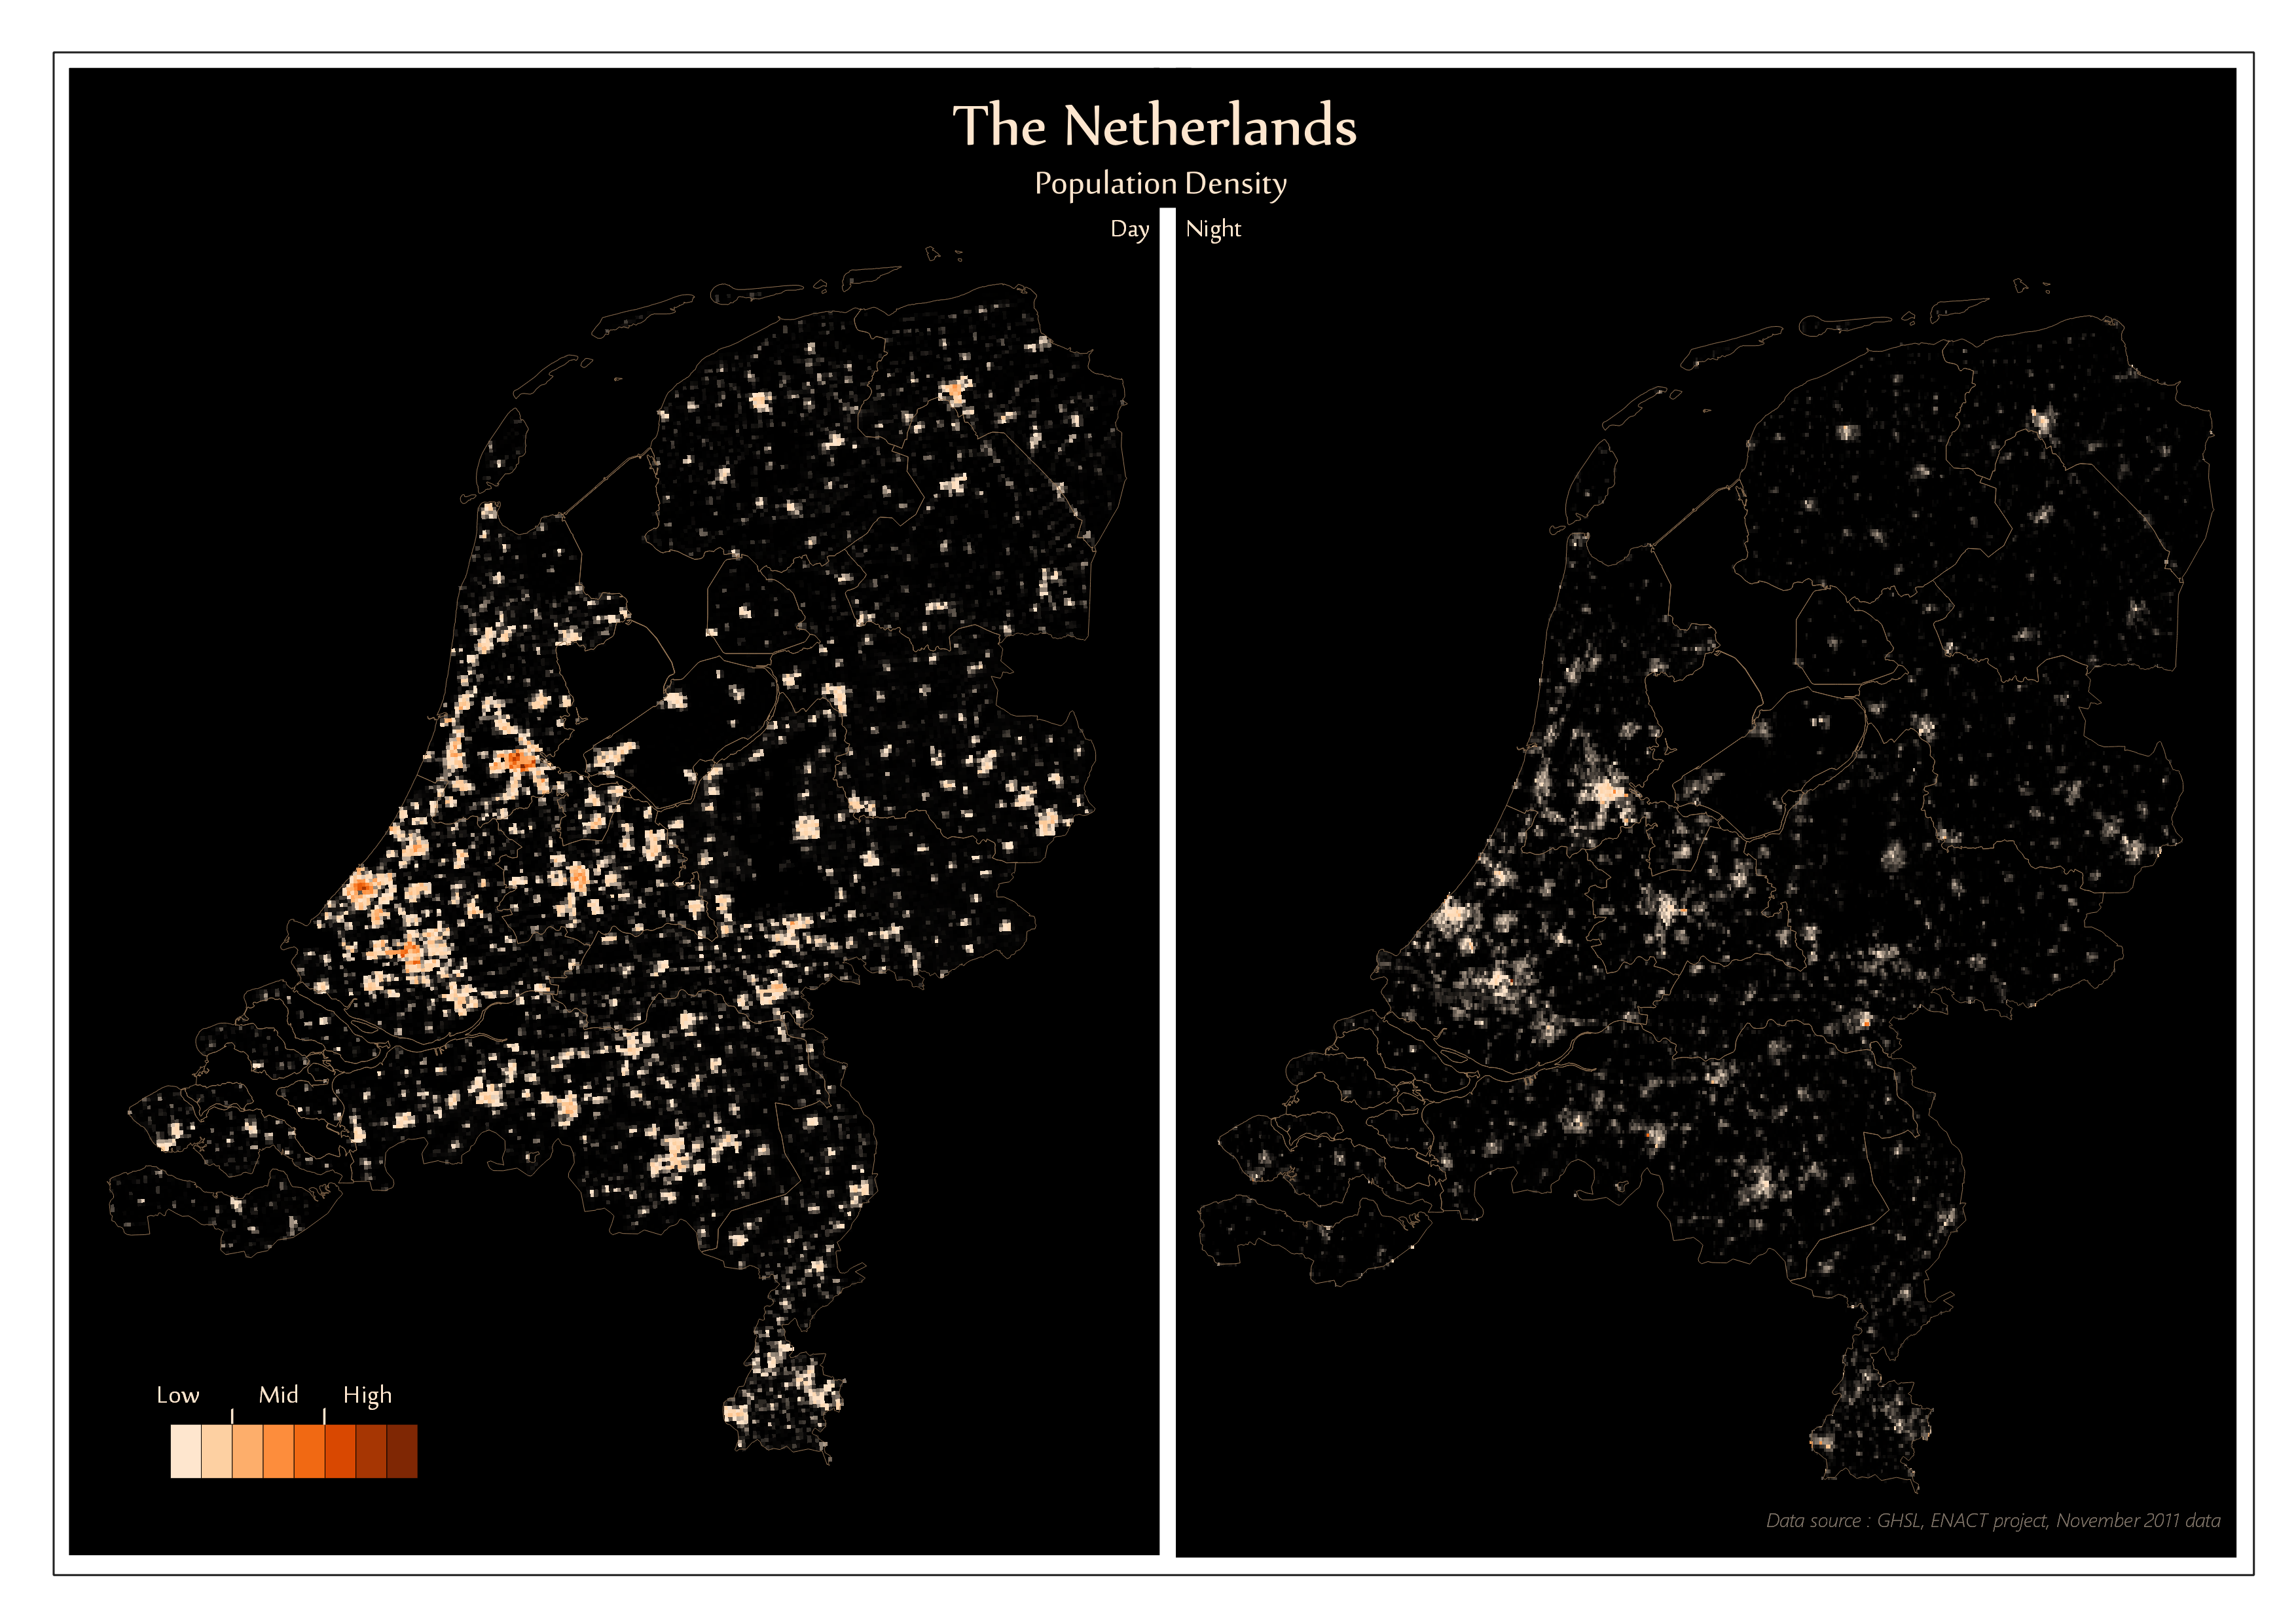 The Netherlands
Population Density
Day Night
Low Mid High
Data source : GHSL, ENACT project, November 2011 data